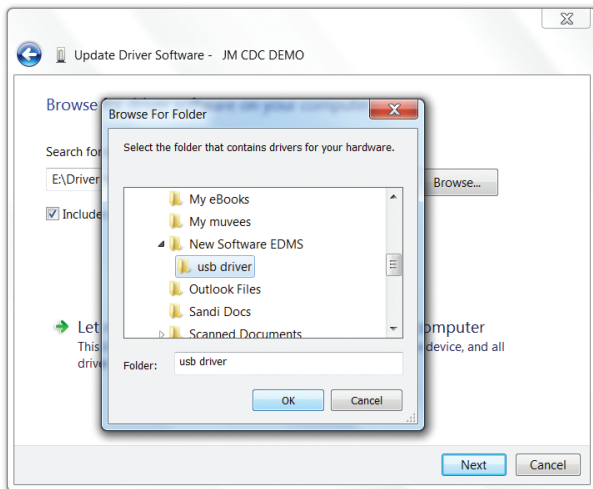 Update Driver Software - JM CDC DEMO
Browse
Browse For Folder
Select the folder that contains drivers for your hardware.
Search for
E:\Driver
Browse...
Include
My eBooks
My muvees
New Software EDMS
usb driver
Outlook Files
Sandi Docs
Scanned Documents
Let
omputer
This
device, and all
drive
Folder: usb driver
OK Cancel
Next Cancel